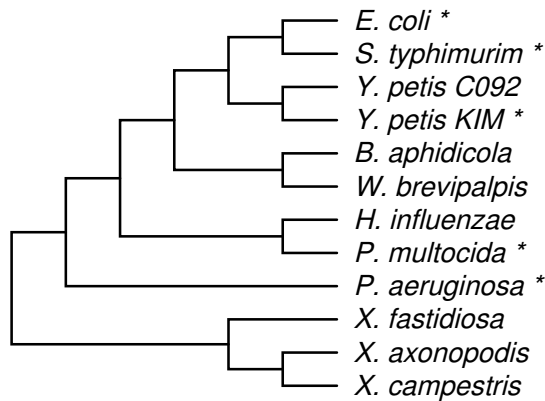 E. coli *
S. typhimurim *
Y. petis C092
Y. petis KIM *
B. aphidicola
W. brevipalpis
H. influenzae
P. multocida *
P. aeruginosa *
X. fastidiosa
X. axonopodis
X. campestris